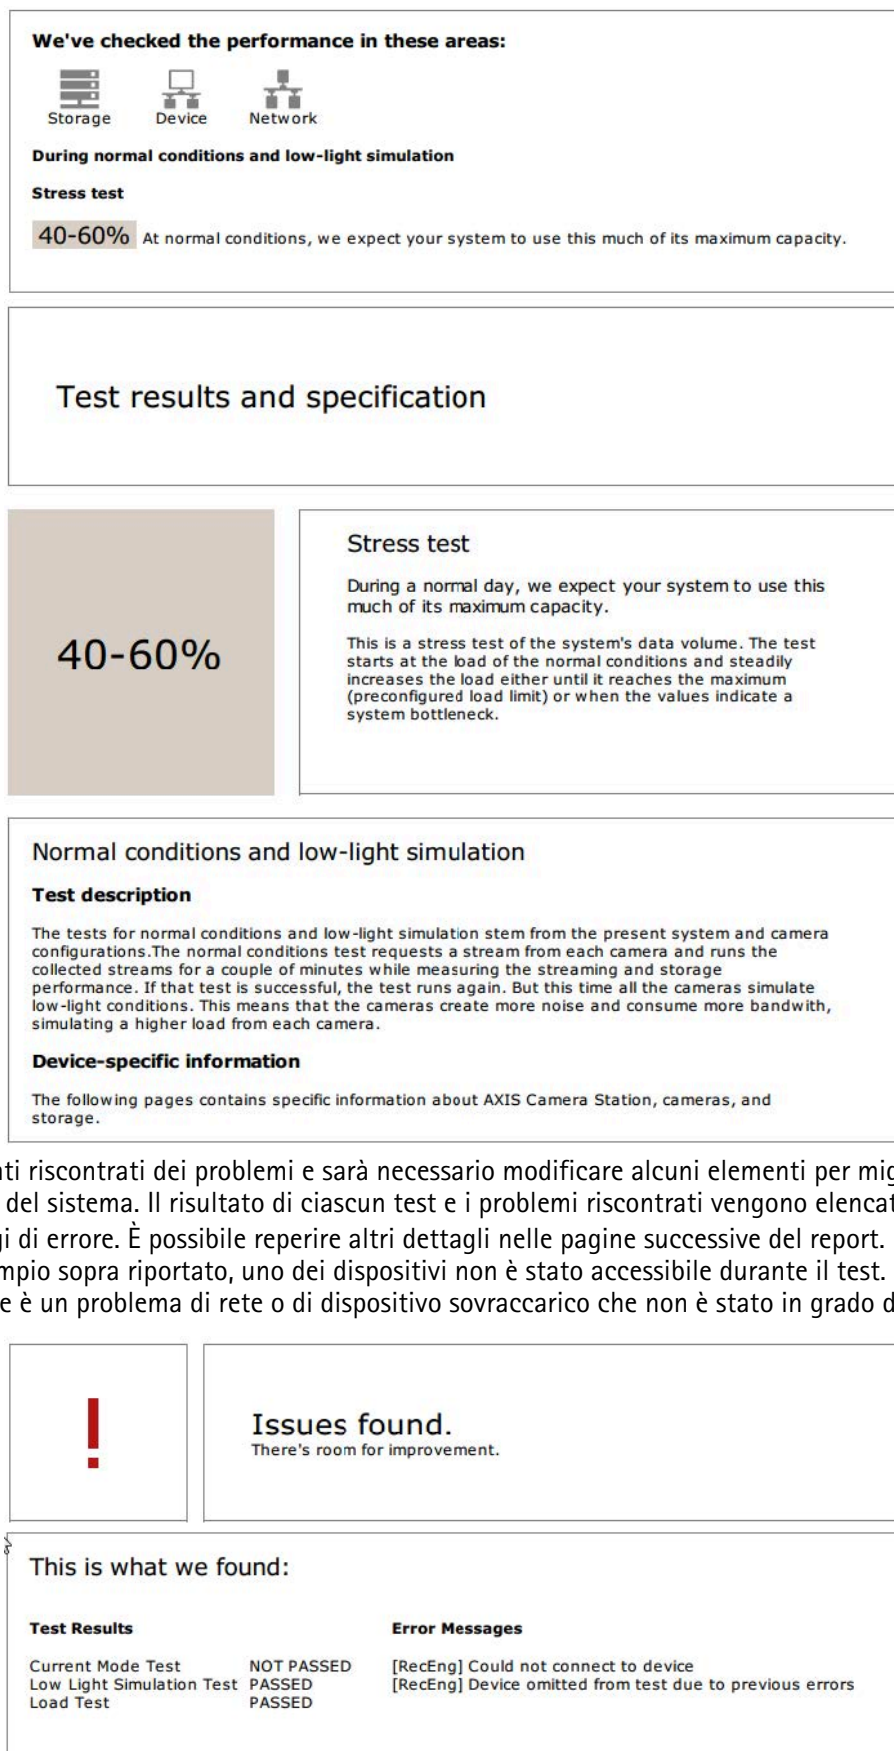 We've checked the performance in these areas:
Storage Device Network
During normal conditions and low-light simulation
Stress test
40-60% At normal conditions, we expect your system to use this much of its maximum capacity.
Test results and specification
40-60%
Stress test
During a normal day, we expect your system to use this
much of its maximum capacity.
This is a stress test of the system's data volume. The test
starts at the load of the normal conditions and steadily
increases the load either until it reaches the maximum
(preconfigured load limit) or when the values indicate a
system bottleneck.
Normal conditions and low-light simulation
Test description
The tests for normal conditions and low-light simulation stem from the present system and camera
configurations.The normal conditions test requests a stream from each camera and runs the
collected streams for a couple of minutes while measuring the streaming and storage
performance. If that test is successful, the test runs again. But this time all the cameras simulate
low-light conditions. This means that the cameras create more noise and consume more bandwith,
simulating a higher load from each camera.
Device-specific information
The following pages contains specific information about AXIS Camera Station, cameras, and
storage.
riscontrati dei problemi e sarà necessario modificare alcuni elementi per
del sistema. Il risultato di ciascun test e i problemi riscontrati vengono
di errore. È possibile reperire altri dettagli nelle pagine successive del report.
sopra riportato, uno dei dispositivi non è stato accessibile durante il test.
è un problema di rete o di dispositivo sovraccarico che non è stato in grado
!
Issues found.
There's room for improvement.
This is what we found:
Test Results Error Messages
Current Mode Test NOT PASSED [RecEng] Could not connect to device
Low Light Simulation Test PASSED [RecEng] Device omitted from test due to previous errors
Load Test PASSED